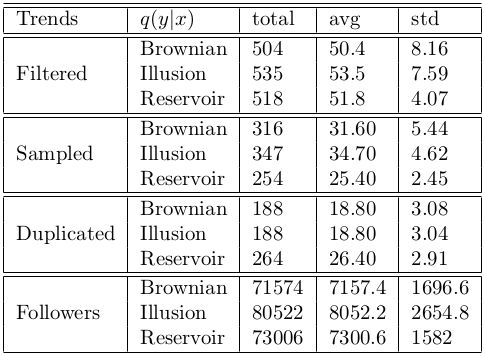 Trends q(y|x) total avg std
Brownian 504 50.4 8.16
Filtered Illusion 535 53.5 7.59
Reservoir 518 51.8 4.07
Brownian 316 31.60 5.44
Sampled Illusion 347 34.70 4.62
Reservoir 254 25.40 2.45
Brownian 188 18.80 3.08
Duplicated Illusion 188 18.80 3.04
Reservoir 264 26.40 2.91
Brownian 71574 7157.4 1696.6
Followers Illusion 80522 8052.2 2654.8
Reservoir 73006 7300.6 1582